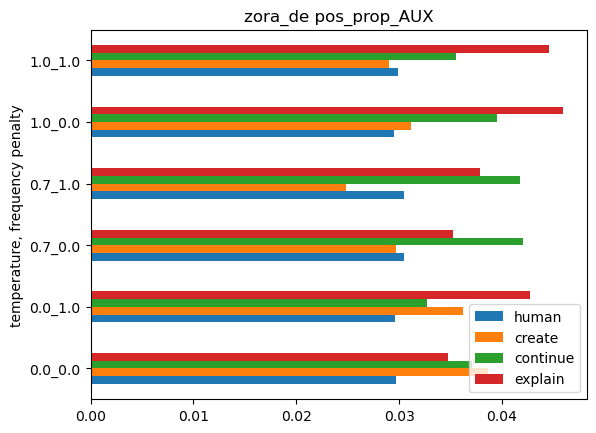 zora_de pos_prop_AUX
temperature, frequency penalty
1.0_1.0
1.0_0.0
0.7_1.0
0.7_0.0
0.0_1.0
0.0_0.0
human
create
continue
explain
0.00 0.01 0.02 0.03 0.04